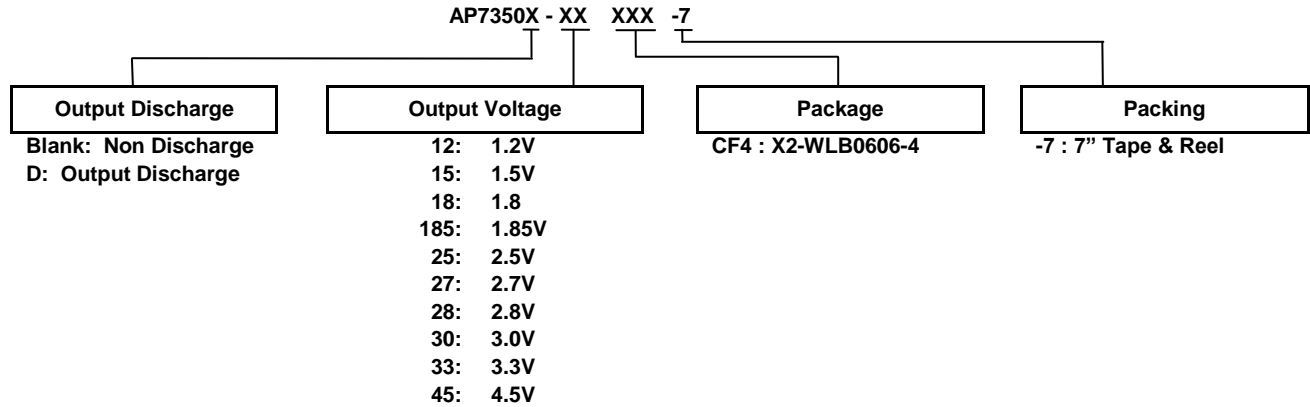 AP7350X - XX XXX -7
Output Discharge
Output Voltage
Package
Packing
Blank: Non Discharge
D: Output Discharge
12: 1.2V
15: 1.5V
18: 1.8
185: 1.85V
25: 2.5V
27: 2.7V
28: 2.8V
30: 3.0V
33: 3.3V
45: 4.5V
CF4 : X2-WLB0606-4
-7 : 7” Tape & Reel